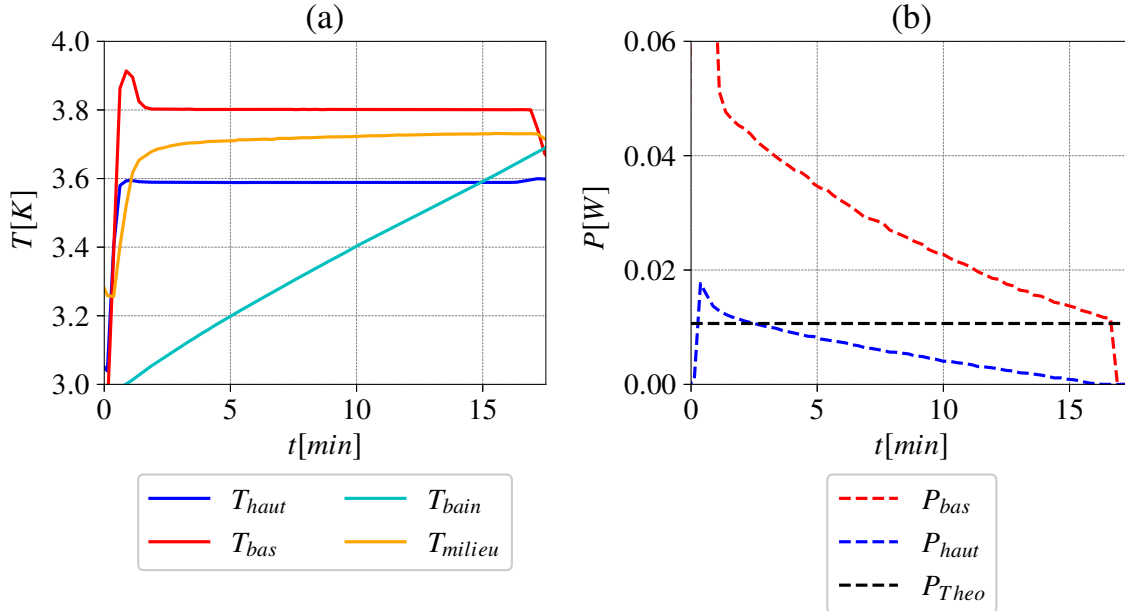 (a)
4.0
3.8
3.6
3.4
3.2
3.0
T[K]
0 5 10 15
t[min]
T_haut T_bain
T_bas T_milieu
(b)
0.06
0.04
0.02
0.00
P[W]
0 5 10 15
t[min]
P_bas
P_haut
P_Theo